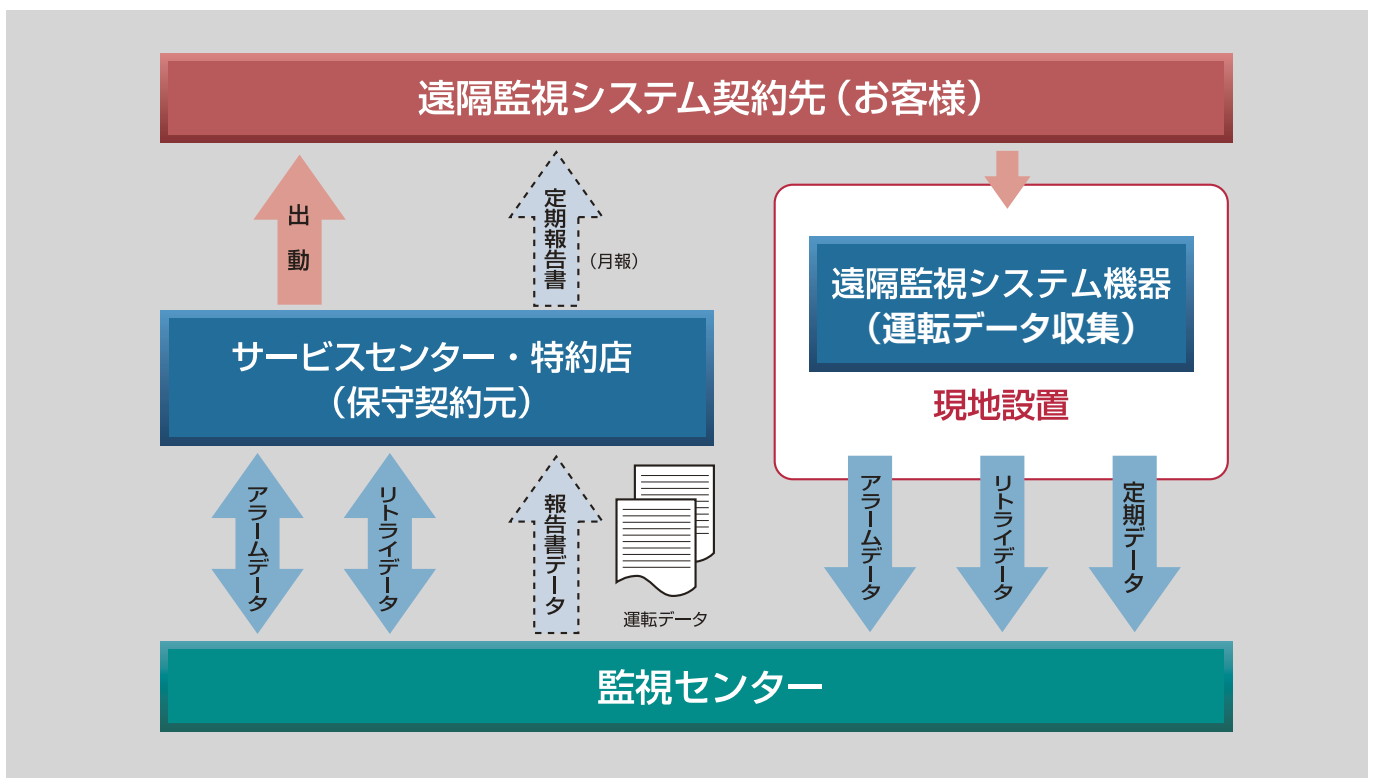 遠隔監視システム契約先（お客様）
出動
定期報告書
（月報）
遠隔監視システム機器
（運転データ収集）
現地設置
サービスセンター・特約店
（保守契約元）
アラームデータ
リトライデータ
報告書データ
運転データ
アラームデータ
リトライデータ
定期データ
監視センター